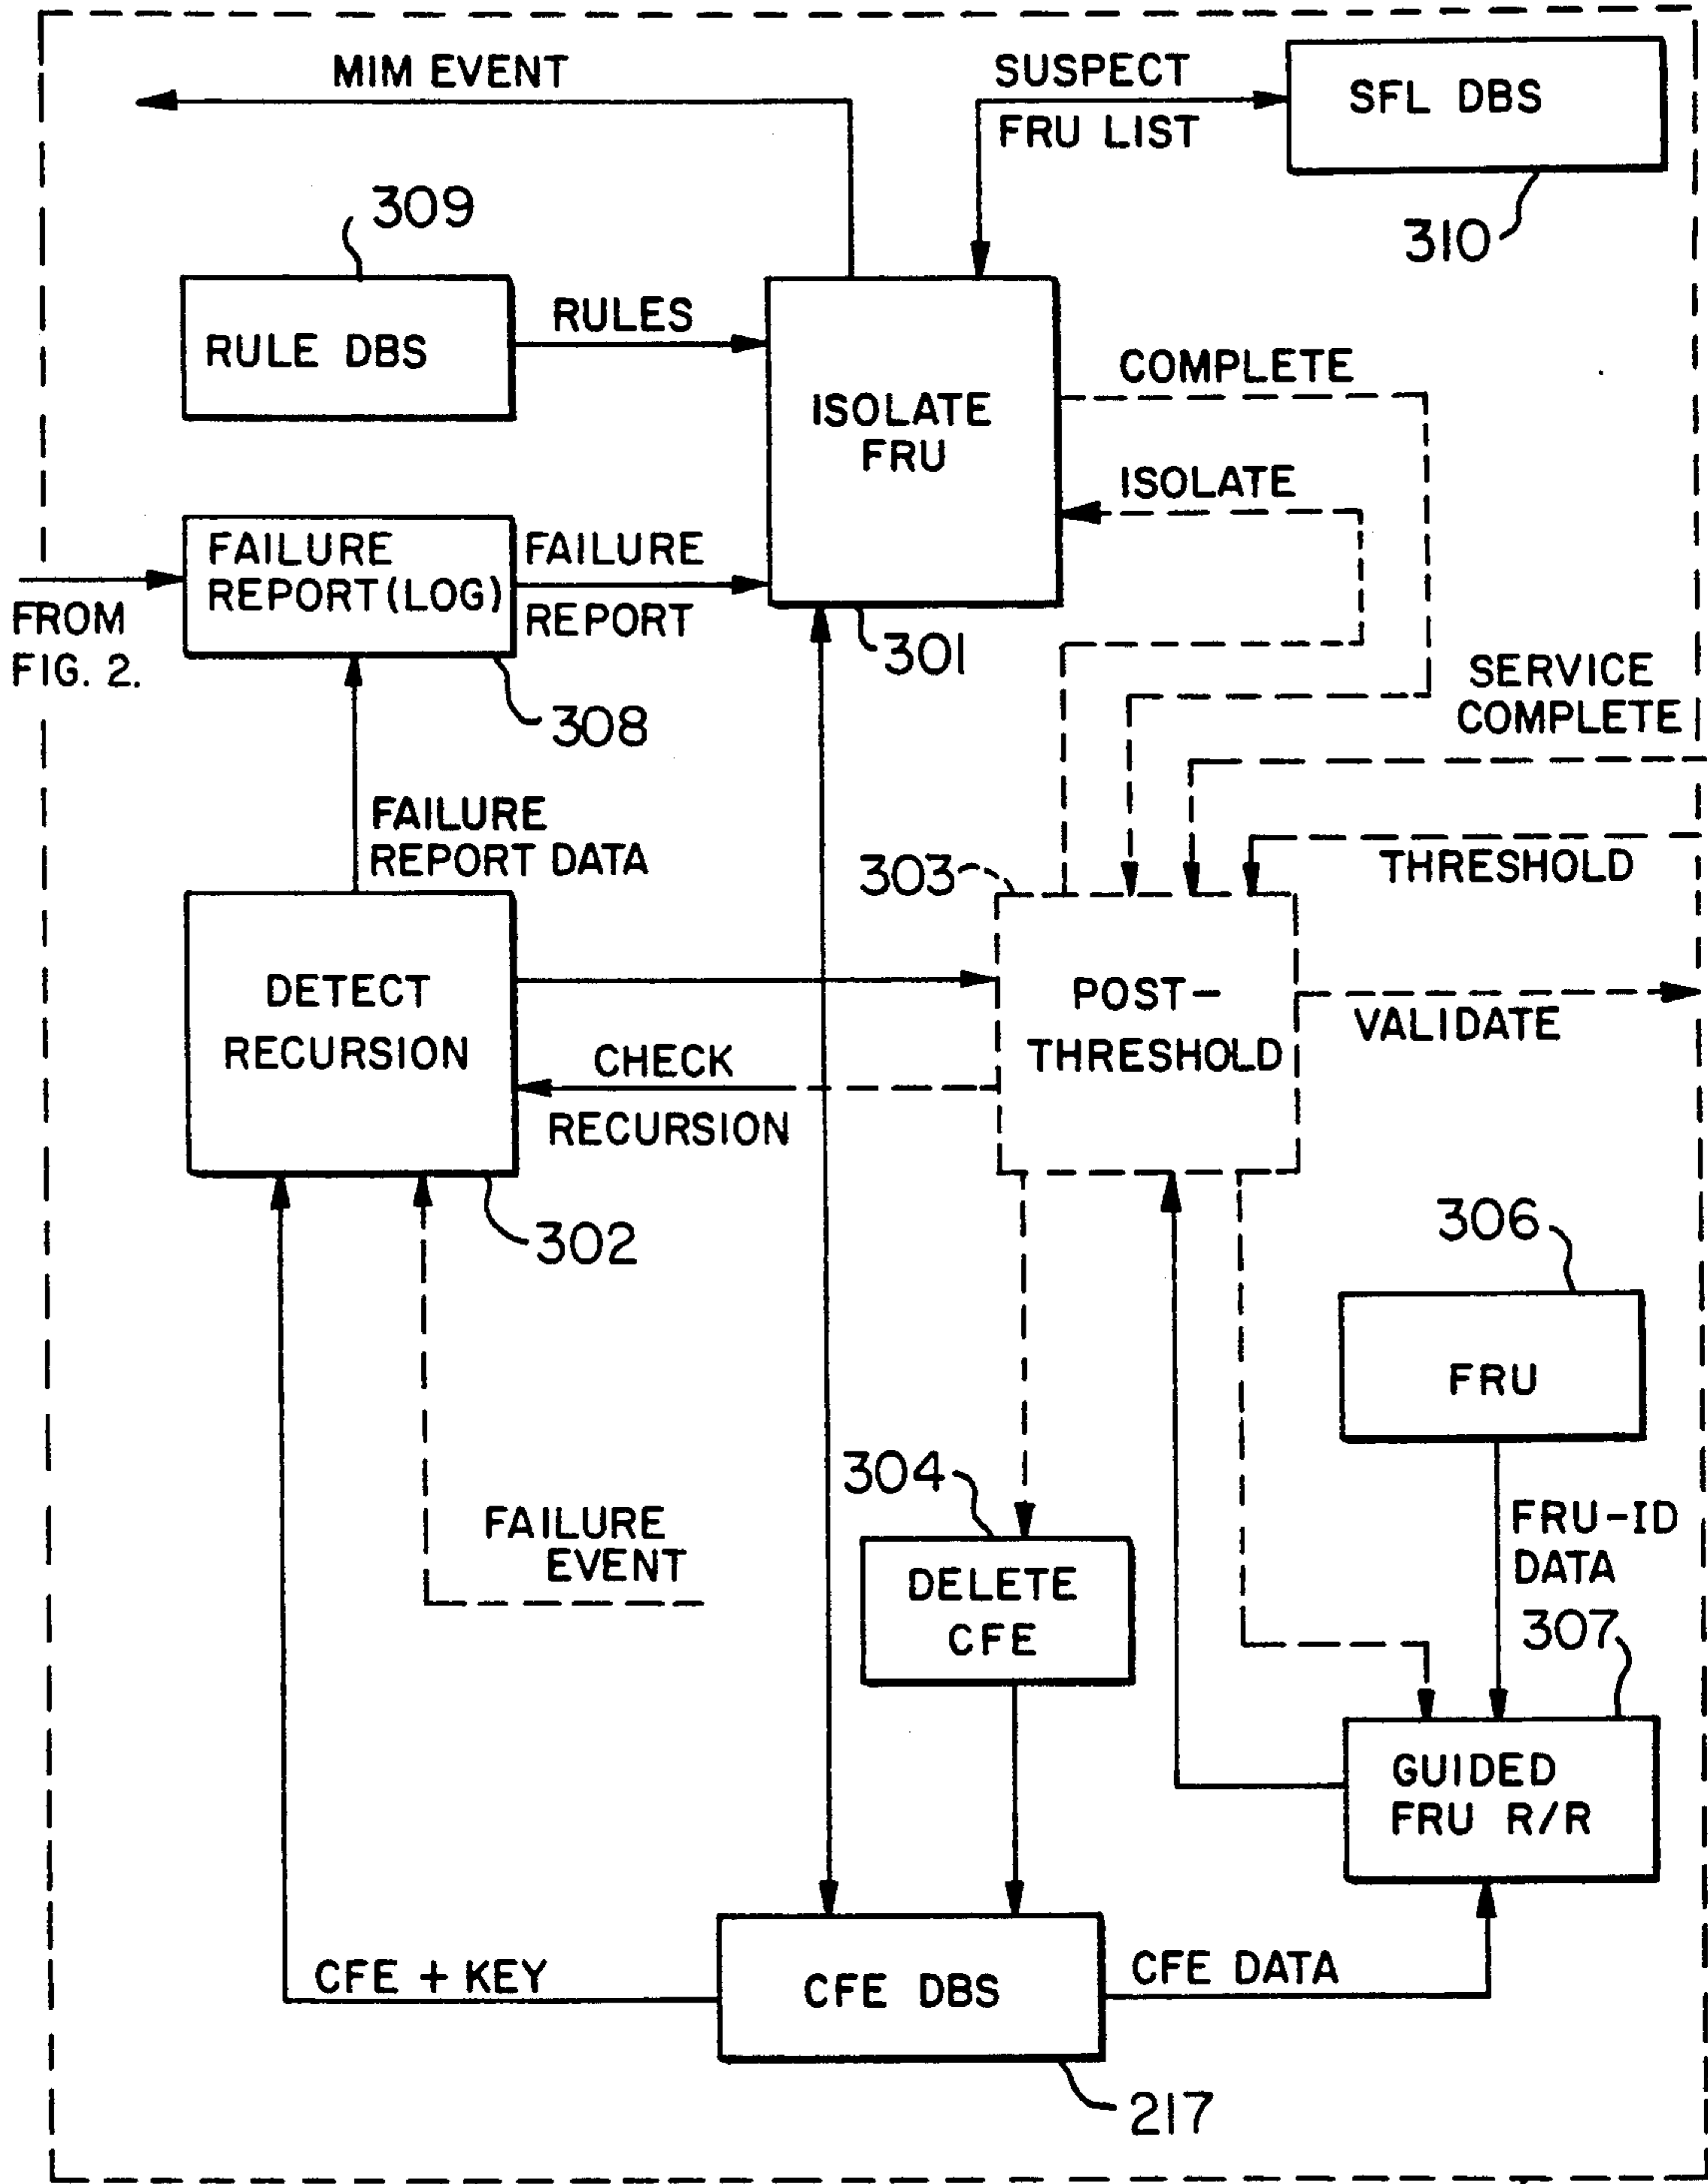 MIM EVENT
SUSPECT
FRU LIST
SFL DBS
310
309
RULE DBS
RULES
ISOLATE
FRU
COMPLETE
ISOLATE
FAILURE
REPORT (LOG)
FAILURE
REPORT
FROM
FIG. 2.
301
308
SERVICE
COMPLETE
FAILURE
REPORT DATA
THRESHOLD
303
DETECT
RECURSION
POST-
THRESHOLD
VALIDATE
CHECK
RECURSION
302
306
FRU
304
FAILURE
EVENT
FRU-ID
DATA
DELETE
CFE
307
GUIDED
FRU R/R
CFE + KEY
CFE DBS
CFE DATA
217